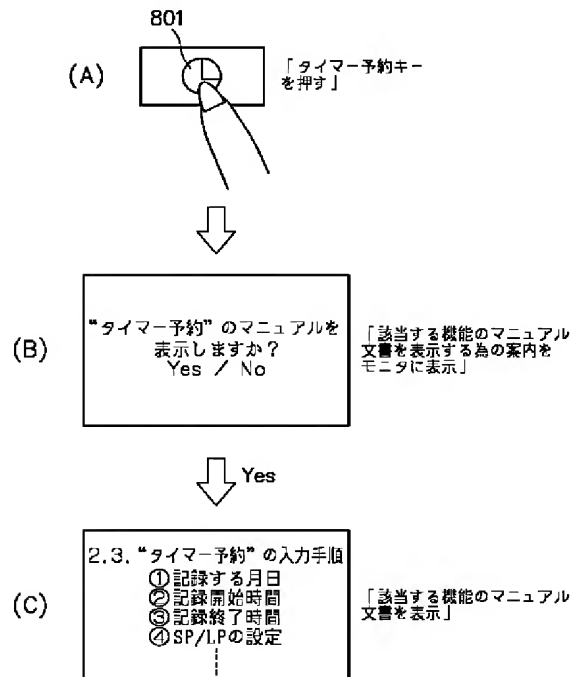 801
(A)
「タイマー予約キー
を押す」
(B)
“タイマー予約”のマニュアルを
表示しますか？
Yes / No
「該当する機能のマニュアル
文書を表示する為の案内を
モニタに表示」
Yes
(C)
2.3.“タイマー予約”の入力手順
①記録する月日
②記録開始時間
③記録終了時間
④SP/LPの設定
「該当する機能のマニュアル
文書を表示」